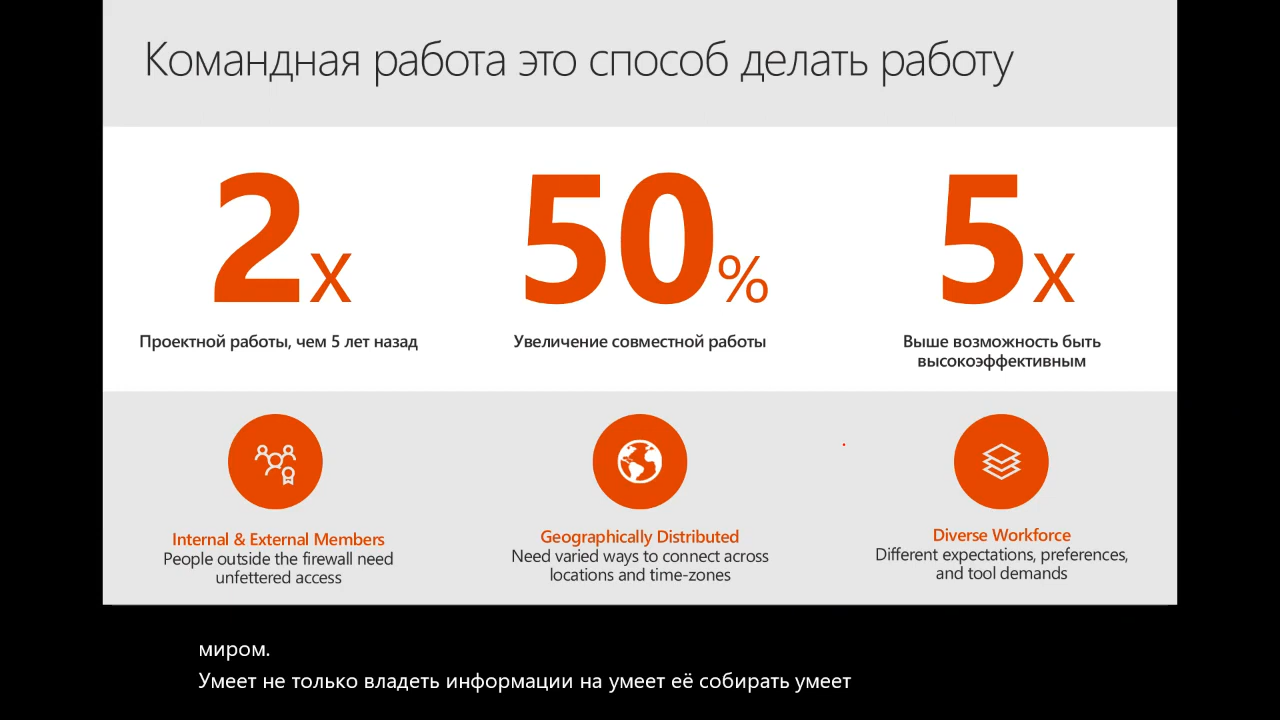 Командная работа это способ делать работу
2x
50%
5x
Проектной работы, чем 5 лет назад
Увеличение совместной работы
Выше возможность быть
высокоэффективным
Internal & External Members
People outside the firewall need
unfettered access
Geographically Distributed
Need varied ways to connect across
locations and time-zones
Diverse Workforce
Different expectations, preferences,
and tool demands
миром.
Умеет не только владеть информации на умеет её собирать умеет